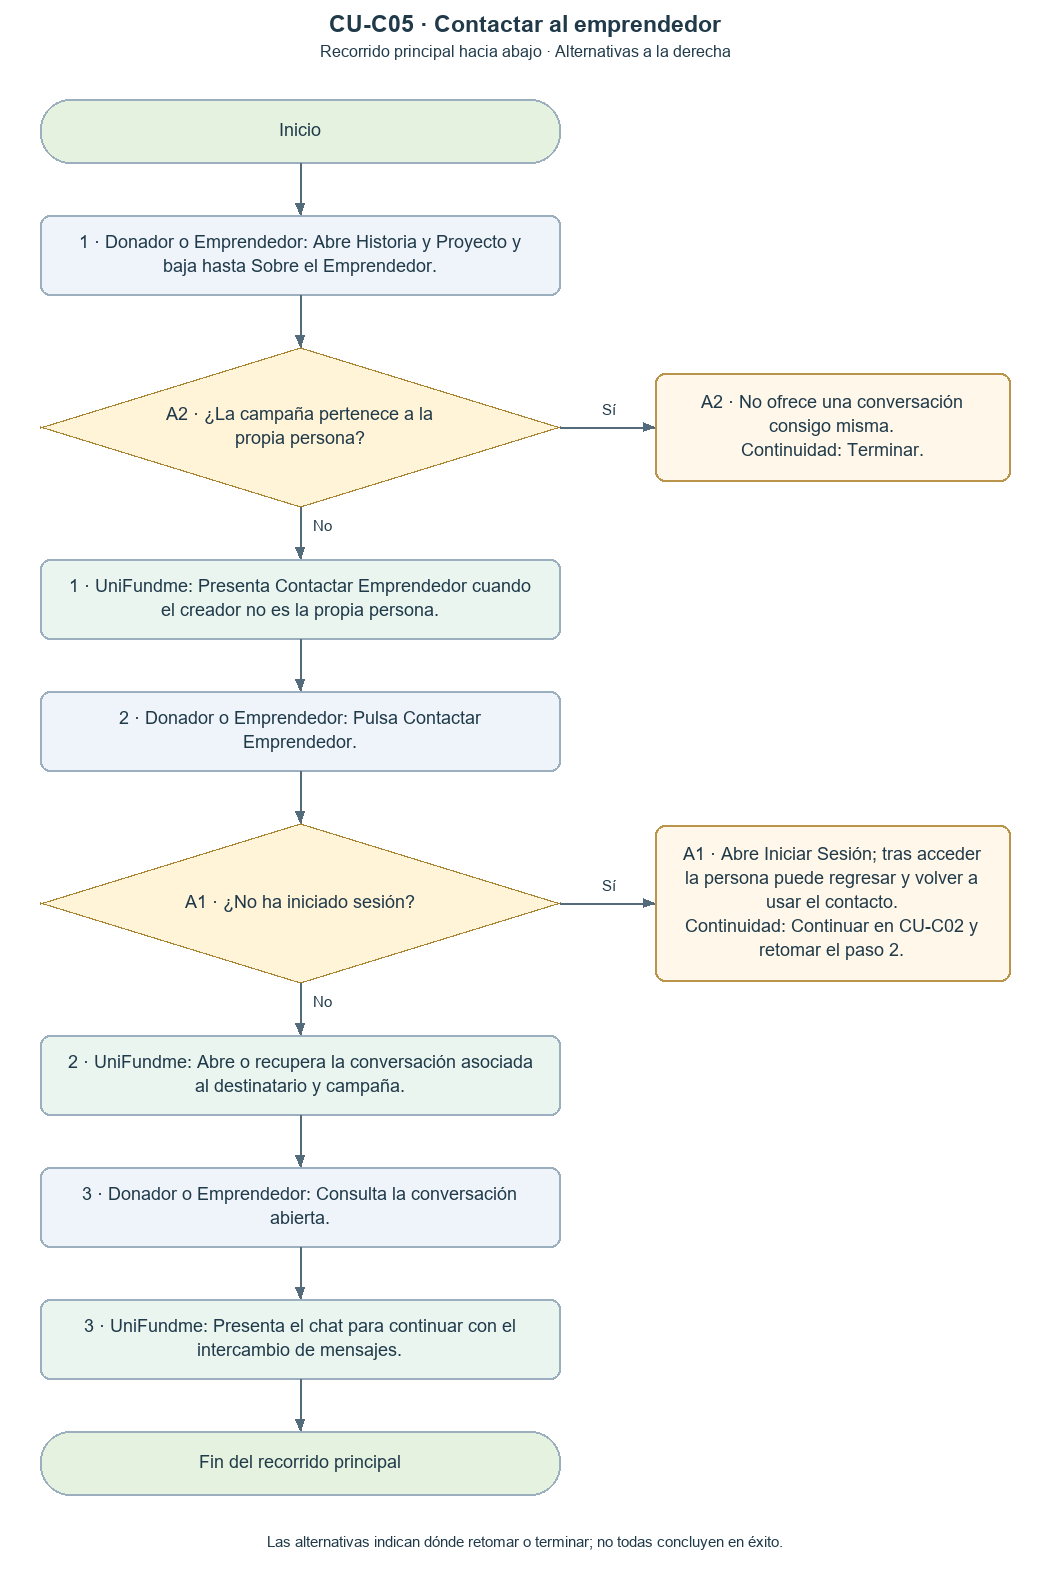 CU-C05 · Contactar al emprendedor
Recorrido principal hacia abajo · Alternativas a la derecha
Inicio
1 · Donador o Emprendedor: Abre Historia y Proyecto y
baja hasta Sobre el Emprendedor.
A2 · ¿La campaña pertenece a la
propia persona?
Sí
A2 · No ofrece una conversación
consigo misma.
Continuidad: Terminar.
No
1 · UniFundme: Presenta Contactar Emprendedor cuando
el creador no es la propia persona.
2 · Donador o Emprendedor: Pulsa Contactar
Emprendedor.
A1 · ¿No ha iniciado sesión?
Sí
A1 · Abre Iniciar Sesión; tras acceder
la persona puede regresar y volver a
usar el contacto.
Continuidad: Continuar en CU-C02 y
retomar el paso 2.
No
2 · UniFundme: Abre o recupera la conversación asociada
al destinatario y campaña.
3 · Donador o Emprendedor: Consulta la conversación
abierta.
3 · UniFundme: Presenta el chat para continuar con el
intercambio de mensajes.
Fin del recorrido principal
Las alternativas indican dónde retomar o terminar; no todas concluyen en éxito.